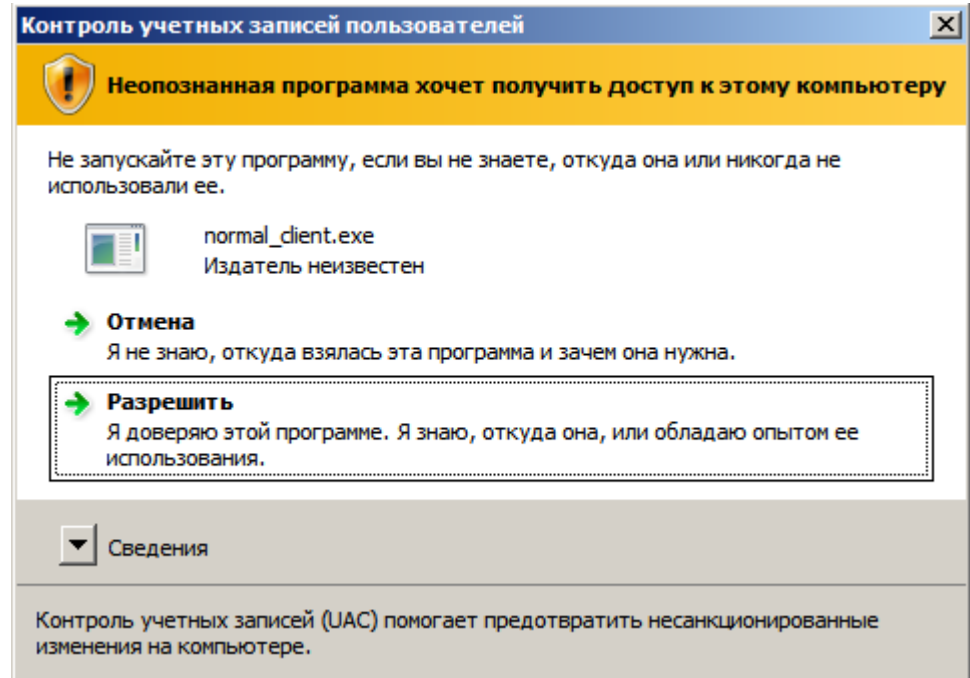 Контроль учетных записей пользователей
Неопознанная программа хочет получить доступ к этому компьютеру
Не запускайте эту программу, если вы не знаете, откуда она или никогда не
использовали ее.
normal_client.exe
Издатель неизвестен
Отмена
Я не знаю, откуда взялась эта программа и зачем она нужна.
Разрешить
Я доверяю этой программе. Я знаю, откуда она, или обладаю опытом ее
использования.
Сведения
Контроль учетных записей (UAC) помогает предотвратить несанкционированные
изменения на компьютере.